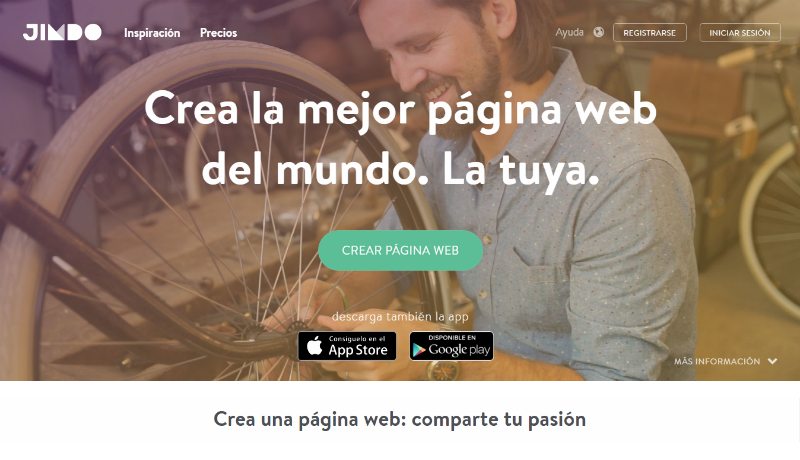 JIMDO
Inspiración
Precios
Ayuda
REGISTRARSE
INICIAR SESIÓN
Crea la mejor página web
del mundo. La tuya.
CREAR PÁGINA WEB
descarga también la app
Consíguelo en el
App Store
DISPONIBLE EN
Google play
MÁS INFORMACIÓN
Crea una página web: comparte tu pasión